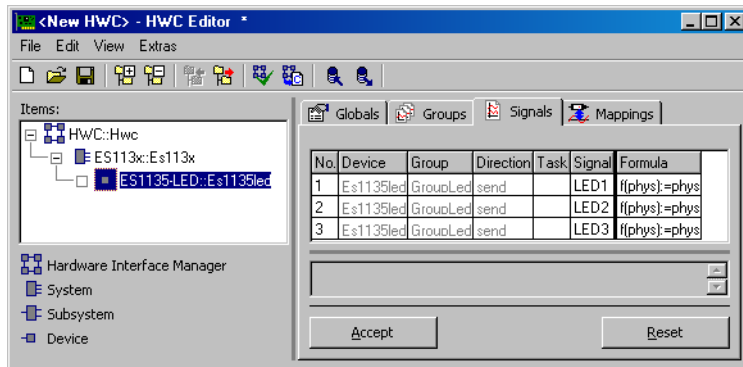 <New HWC> - HWC Editor *
File Edit View Extras
Items:
HWC::Hwc
ES113x::Es113x
ES1135-LED::Es1135led
Hardware Interface Manager
System
Subsystem
Device
Globals Groups Signals Mappings
No. Device Group Direction Task Signal Formula
1 Es1135led GroupLed send LED1 f(phys):=phys
2 Es1135led GroupLed send LED2 f(phys):=phys
3 Es1135led GroupLed send LED3 f(phys):=phys
Accept Reset